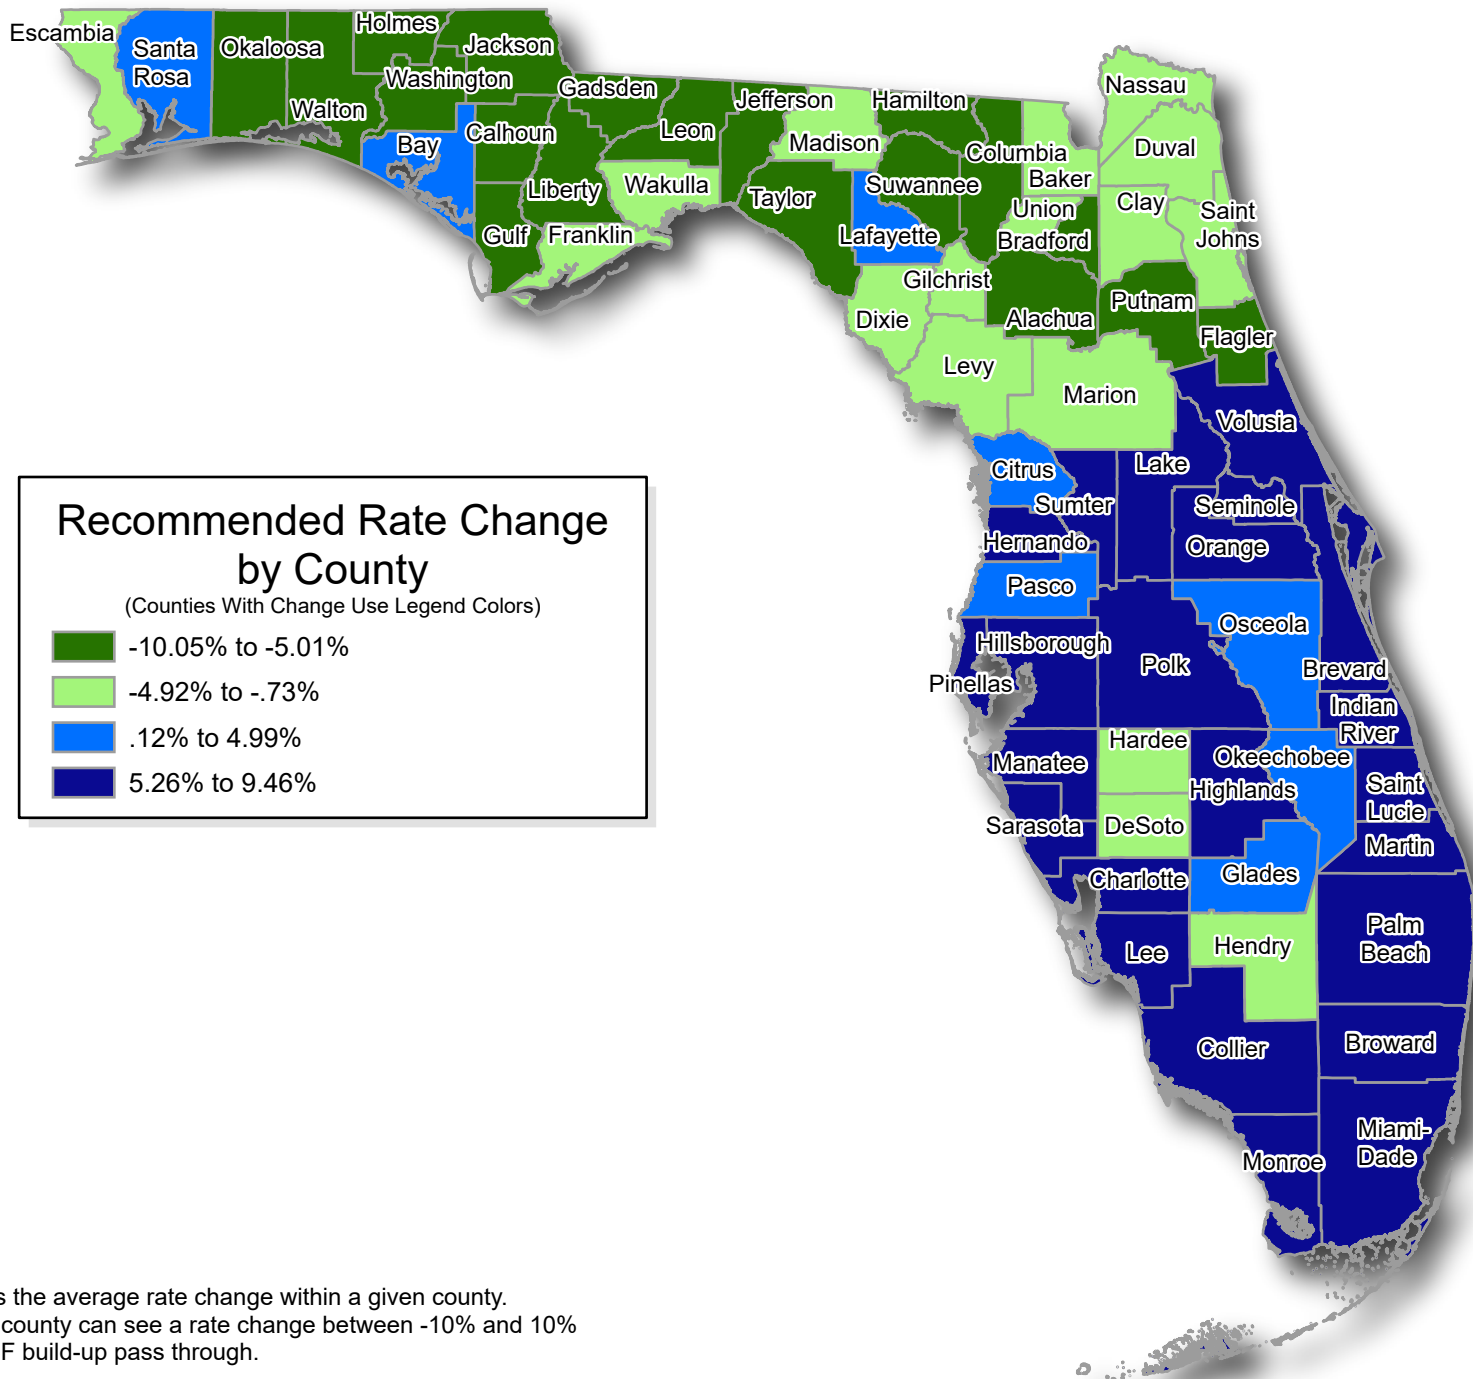 Escambia
Santa
Rosa
Okaloosa
Holmes
Jackson
Washington
Walton
Bay
Calhoun
Gadsden
Leon
Liberty
Wakulla
Gulf
Franklin
Jefferson
Madison
Hamilton
Taylor
Suwannee
Lafayette
Columbia
Baker
Union
Bradford
Nassau
Duval
Clay
Saint
Johns
Gilchrist
Dixie
Alachua
Putnam
Flagler
Levy
Marion
Volusia
Citrus
Sumter
Lake
Seminole
Hernando
Orange
Pasco
Osceola
Hillsborough
Polk
Brevard
Pinellas
Indian
River
Hardee
Manatee
Okeechobee
Highlands
Saint
Lucie
Sarasota
DeSoto
Martin
Charlotte
Glades
Palm
Beach
Lee
Hendry
Collier
Broward
Miami-
Dade
Monroe
Recommended Rate Change
by County
(Counties With Change Use Legend Colors)
-10.05% to -5.01%
-4.92% to -.73%
.12% to 4.99%
5.26% to 9.46%
s the average rate change within a given county.
county can see a rate change between -10% and 10%
F build-up pass through.